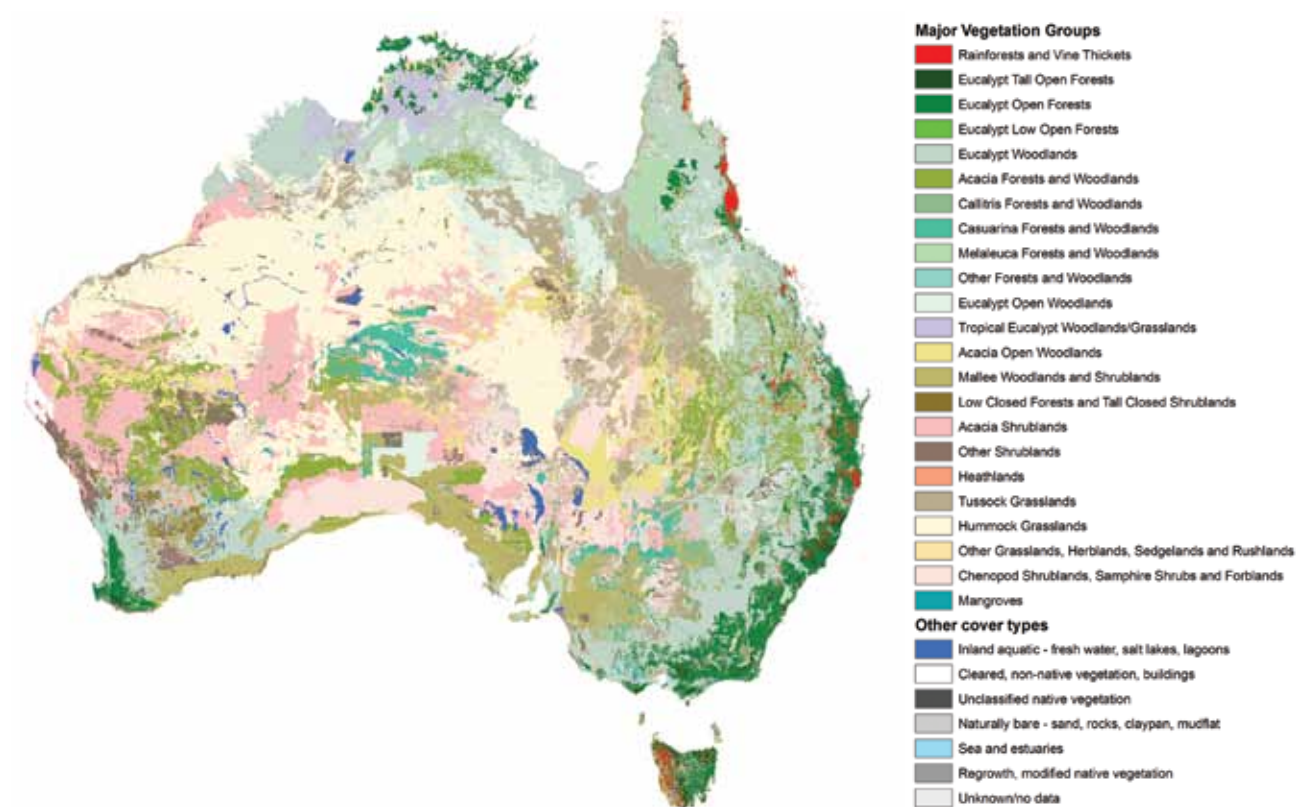 Major Vegetation Groups
Rainforests and Vine Thickets
Eucalypt Tall Open Forests
Eucalypt Open Forests
Eucalypt Low Open Forests
Eucalypt Woodlands
Acacia Forests and Woodlands
Callitris Forests and Woodlands
Casuarina Forests and Woodlands
Melaleuca Forests and Woodlands
Other Forests and Woodlands
Eucalypt Open Woodlands
Tropical Eucalypt Woodlands/Grasslands
Acacia Open Woodlands
Mallee Woodlands and Shrublands
Low Closed Forests and Tall Closed Shrublands
Acacia Shrublands
Other Shrublands
Heathlands
Tussock Grasslands
Hummock Grasslands
Other Grasslands, Herblands, Sedgelands and Rushlands
Chenopod Shrublands, Samphire Shrubs and Forblands
Mangroves
Other cover types
Inland aquatic - fresh water, salt lakes, lagoons
Cleared, non-native vegetation, buildings
Unclassified native vegetation
Naturally bare - sand, rocks, claypan, mudflat
Sea and estuaries
Regrowth, modified native vegetation
Unknown/no data